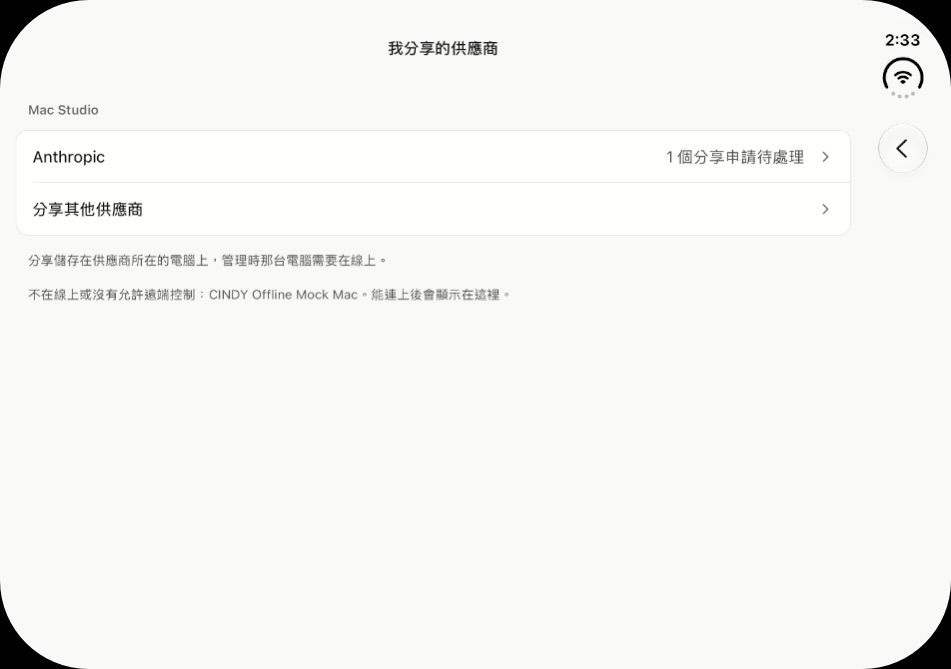 我分享的供應商
2:33
Mac Studio
Anthropic
1 個分享申請待處理
分享其他供應商
分享儲存在供應商所在的電腦上，管理時那台電腦需要在線上。
不在線上或沒有允許遠端控制：CINDY Offline Mock Mac。能連上後會顯示在這裡。